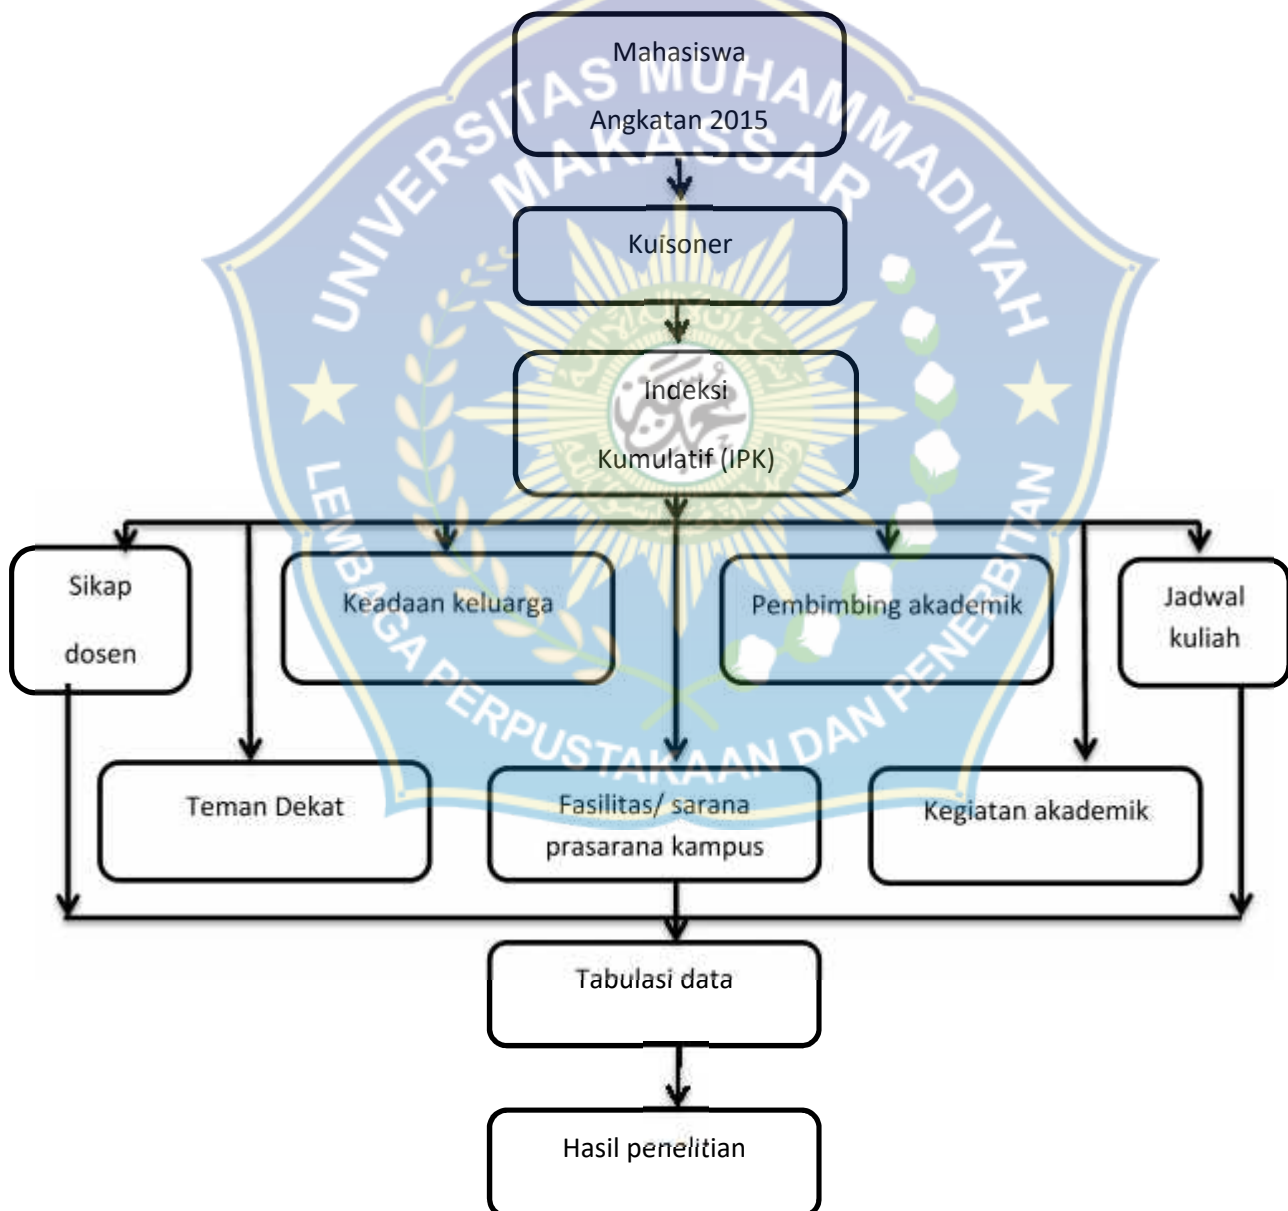 Mahasiswa
Angkatan 2015
UNIVERSITAS MUHAMMADIYAH
MAKASSAR
Kuisoner
Indeksi
Kumulatif (IPK)
LEMBAGA PERPUSTAKAAN DAN PENERBITAN
Sikap
dosen
Keadaan keluarga
Pembimbing akademik
Jadwal
kuliah
Teman Dekat
Fasilitas/ sarana
prasarana kampus
Kegiatan akademik
Tabulasi data
Hasil penelitian